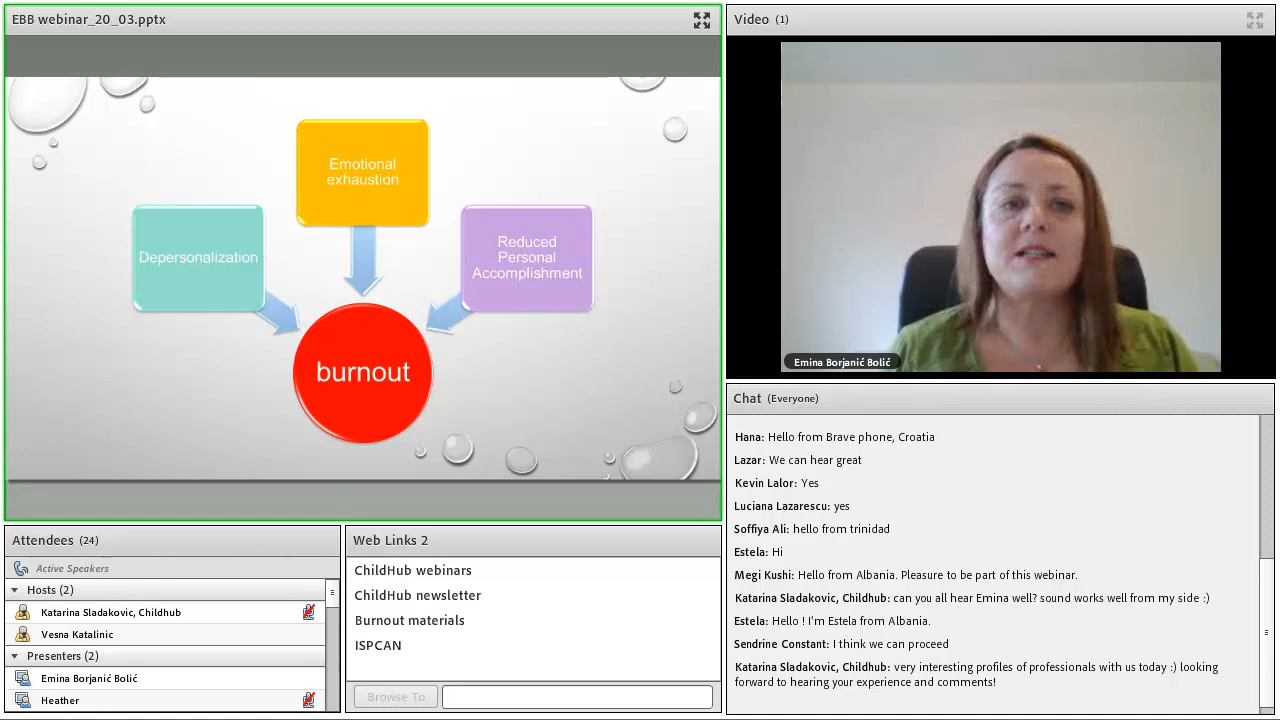 EBB webinar_20_03.pptx
Emotional
exhaustion
Depersonalization
Reduced
Personal
Accomplishment
burnout
Video (1)
Emina Borjanić Bolić
Attendees (24)
Active Speakers
Hosts (2)
Katarina Sladakovic, Childhub
Vesna Katalinic
Presenters (2)
Emina Borjanić Bolić
Heather
Web Links 2
ChildHub webinars
ChildHub newsletter
Burnout materials
ISPCAN
Browse To
Chat (Everyone)
Hana: Hello from Brave phone, Croatia
Lazar: We can hear great
Kevin Lalor: Yes
Luciana Lazarescu: yes
Soffiya Ali: hello from trinidad
Estela: Hi
Megi Kushi: Hello from Albania. Pleasure to be part of this webinar.
Katarina Sladakovic, Childhub: can you all hear Emina well? sound works well from my side :)
Estela: Hello ! I'm Estela from Albania.
Sendrine Constant: I think we can proceed
Katarina Sladakovic, Childhub: very interesting profiles of professionals with us today :) looking
forward to hearing your experience and comments!